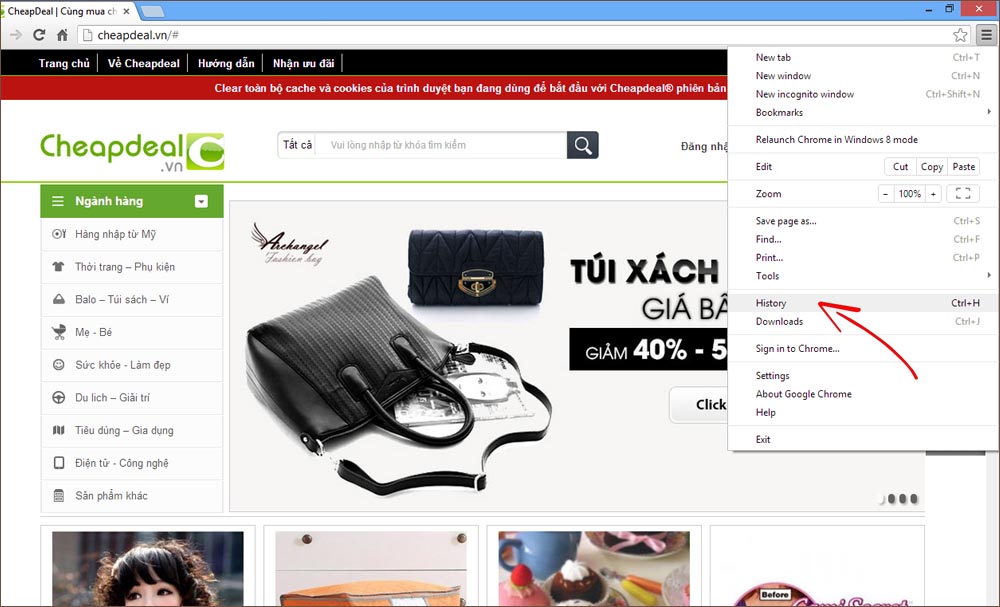 CheapDeal | Cùng mua ch
cheapdeal.vn/#
Trang chủ
Về Cheapdeal
Hướng dẫn
Nhận ưu đãi
Clear toàn bộ cache và cookies của trình duyệt bạn đang dùng để bắt đầu với Cheapdeal® phiên bản
Cheapdeal
.vn
Tất cả
Vui lòng nhập từ khóa tìm kiếm
Đăng nhậ
Ngành hàng
Hàng nhập từ Mỹ
Thời trang – Phụ kiện
Balo – Túi sách – Ví
Mẹ - Bé
Sức khỏe - Làm đẹp
Du lich – Giải trí
Tiêu dùng – Gia dụng
Điện tử - Công nghệ
Sản phẩm khác
Archangel
Fashion bag
TÚI XÁCH
GIÁ BÁ
GIẢM 40% - 5
Click
New tab Ctrl+T
New window Ctrl+N
New incognito window Ctrl+Shift+N
Bookmarks
Relaunch Chrome in Windows 8 mode
Edit Cut Copy Paste
Zoom - 100% +
Save page as... Ctrl+S
Find... Ctrl+F
Print... Ctrl+P
Tools
History Ctrl+H
Downloads Ctrl+J
Sign in to Chrome...
Settings
About Google Chrome
Help
Exit
Before